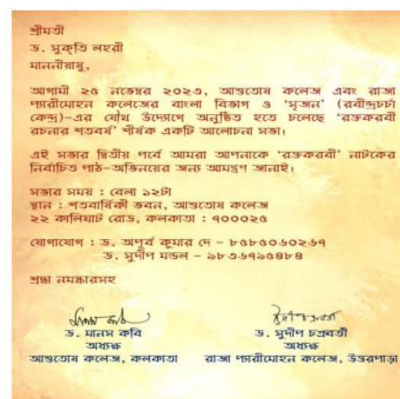 শ্রীমতী
ড. সুকৃতি লহরী
মাননীয়াষু,
আগামী ২৫ নভেম্বর ২০২৩, আশুতোষ কলেজ এবং রাজা
প্যারীমোহন কলেজের বাংলা বিভাগ ও ‘সৃজন’ (রবীন্দ্রচর্চা
কেন্দ্র)-এর যৌথ উদ্যোগে অনুষ্ঠিত হতে চলেছে ‘রক্তকরবী
রচনার শতবর্ষ’ শীর্ষক একটি আলোচনা সভা।
এই সভার দ্বিতীয় পর্বে আমরা আপনাকে ‘রক্তকরবী’ নাটকের
নির্বাচিত পাঠ-অভিনয়ের জন্য আমন্ত্রণ জানাই।
সভার সময় : বেলা ১২টা
স্থান : শতবার্ষিকী ভবন, আশুতোষ কলেজ
২২ কালিঘাট রোড, কলকাতা : ৭০০০২৫
যোগাযোগ : ড. অপূর্ব কুমার দে - ৮৫৮৫০৬০২৬৭
ড. সুদীপ মন্ডল - ৯৮৩৬৭৯৫৪৮৪
শ্রদ্ধা নমস্কারসহ
ড. মানস কবি
ড. সুদীপ চক্রবর্তী
অধ্যক্ষ
অধ্যক্ষ
আশুতোষ কলেজ, কলকাতা
রাজা প্যারীমোহন কলেজ, উত্তরপাড়া